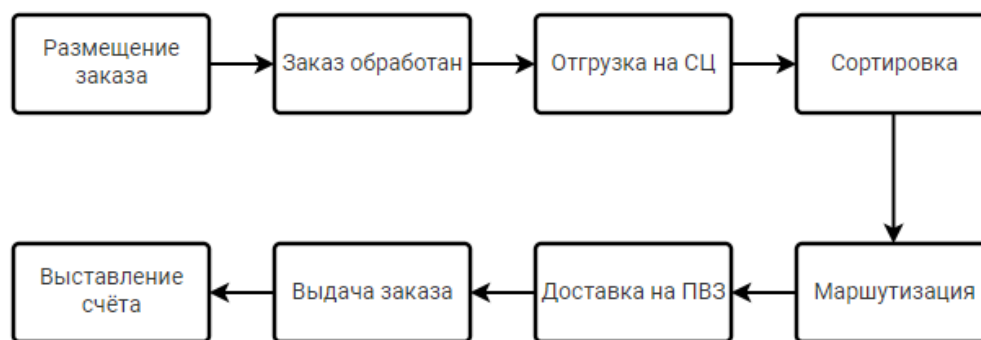 Размещение
заказа
Заказ обработан
Отгрузка на СЦ
Сортировка
Маршутизация
Доставка на ПВЗ
Выдача заказа
Выставление
счёта